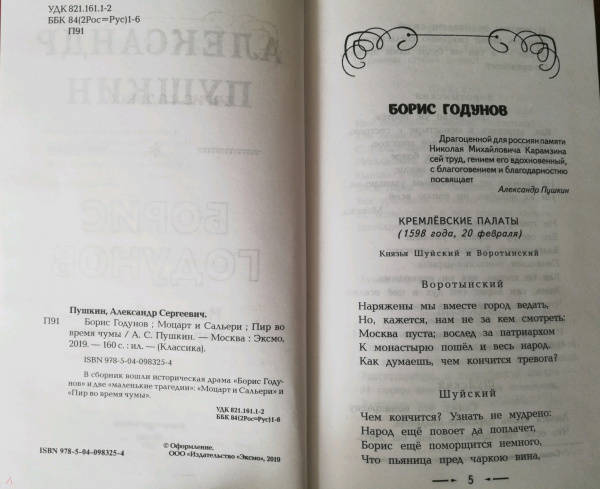 УДК 821.161.1-2
ББК 84(2Рос=Рус)1-6
П91
АЛЕКСАНДР
ПУШКИН
БОРИС
ГОДУНОВ
Пушкин, Александр Сергеевич.
П91 Борис Годунов ; Моцарт и Сальери ; Пир во
время чумы / А. С. Пушкин. — Москва : Эксмо,
2019. — 160 с. : ил. — (Классика).
ISBN 978-5-04-098325-4
В сборник вошли историческая драма «Борис Году-
нов» и две «маленькие трагедии»: «Моцарт и Сальери» и
«Пир во время чумы».
УДК 821.161.1-2
ББК 84(2Рос=Рус)1-6
© Оформление.
ISBN 978-5-04-098325-4 ООО «Издательство «Эксмо», 2019
БОРИС ГОДУНОВ
Драгоценной для россиян памяти
Николая Михайловича Карамзина
сей труд, гением его вдохновенный,
с благоговением и благодарностию
посвящает
Александр Пушкин
КРЕМЛЁВСКИЕ ПАЛАТЫ
(1598 года, 20 февраля)
Князья Шуйский и Воротынский
Воротынский
Наряжены мы вместе город ведать,
Но, кажется, нам не за кем смотреть:
Москва пуста; вослед за патриархом
К монастырю пошёл и весь народ.
Как думаешь, чем кончится тревога?
Шуйский
Чем кончится? Узнать не мудрено:
Народ ещё повоет да поплачет,
Борис ещё поморщится немного,
Что пьяница пред чаркою вина,
5